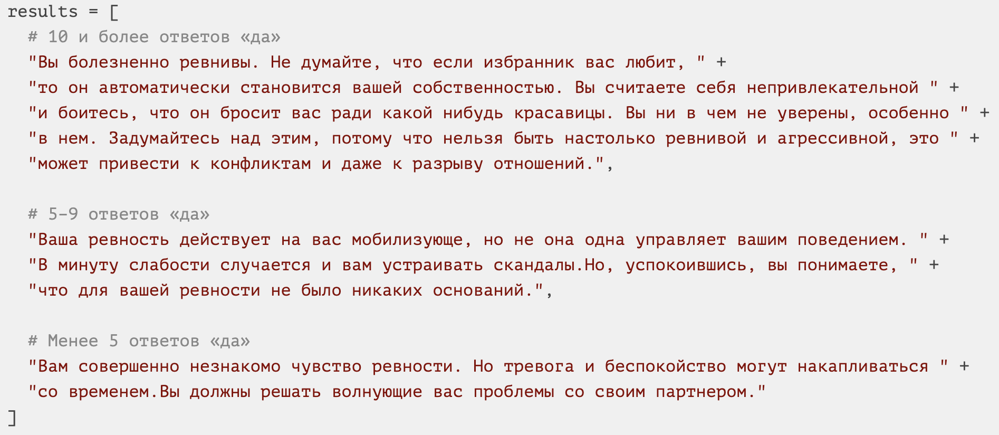 results = [
  # 10 и более ответов «да»
  "Вы болезненно ревнивы. Не думайте, что если избранник вас любит, " +
  "то он автоматически становится вашей собственностью. Вы считаете себя непривлекательной " +
  "и боитесь, что он бросит вас ради какой нибудь красавицы. Вы ни в чем не уверены, особенно " +
  "в нем. Задумайтесь над этим, потому что нельзя быть настолько ревнивой и агрессивной, это " +
  "может привести к конфликтам и даже к разрыву отношений.",

  # 5–9 ответов «да»
  "Ваша ревность действует на вас мобилизующе, но не она одна управляет вашим поведением. " +
  "В минуту слабости случается и вам устраивать скандалы.Но, успокоившись, вы понимаете, " +
  "что для вашей ревности не было никаких оснований.",

  # Менее 5 ответов «да»
  "Вам совершенно незнакомо чувство ревности. Но тревога и беспокойство могут накапливаться " +
  "со временем.Вы должны решать волнующие вас проблемы со своим партнером."
]